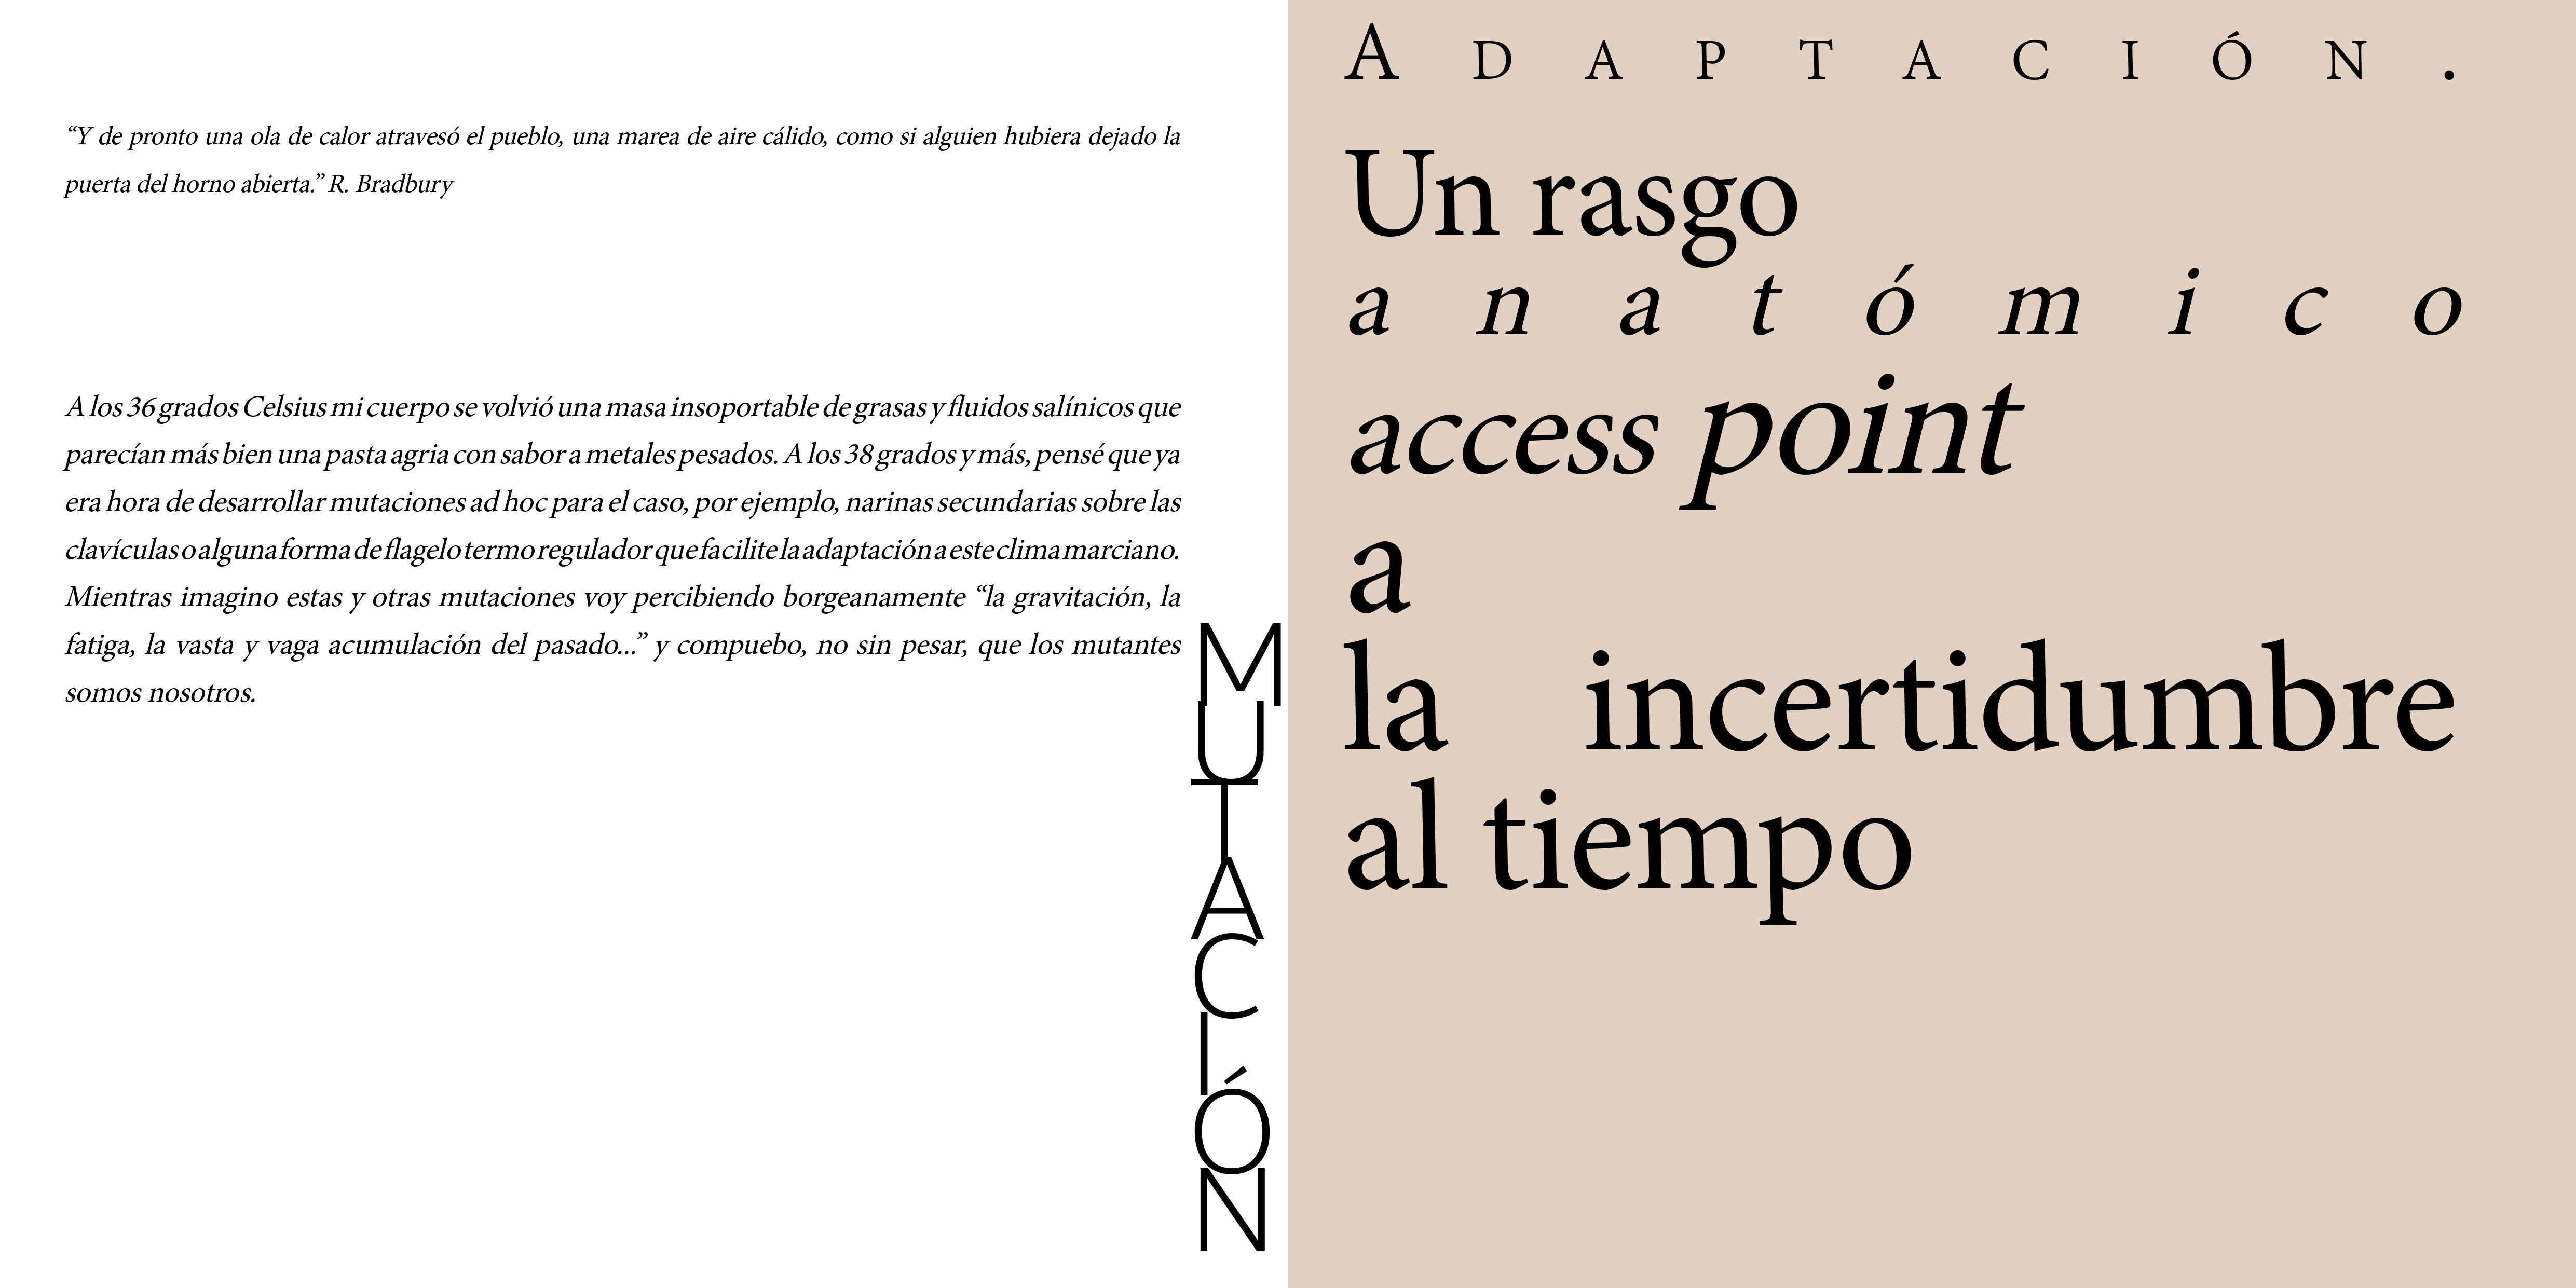 “Y de pronto una ola de calor atravesó el pueblo, una marea de aire cálido, como si alguien hubiera dejado la
puerta del horno abierta.” R. Bradbury
A los 36 grados Celsius mi cuerpo se volvió una masa insoportable de grasas y fluidos salínicos que
parecían más bien una pasta agria con sabor a metales pesados. A los 38 grados y más, pensé que ya
era hora de desarrollar mutaciones ad hoc para el caso, por ejemplo, narinas secundarias sobre las
clavículas o alguna forma de flagelo termo regulador que facilite la adaptación a este clima marciano.
Mientras imagino estas y otras mutaciones voy percibiendo borgeanamente “la gravitación, la
fatiga, la vasta y vaga acumulación del pasado...” y compuebo, no sin pesar, que los mutantes
somos nosotros.
MUTACIÓN
ADAPTACIÓN.
Un rasgo
anatómico
access point
a
la incertidumbre
al tiempo